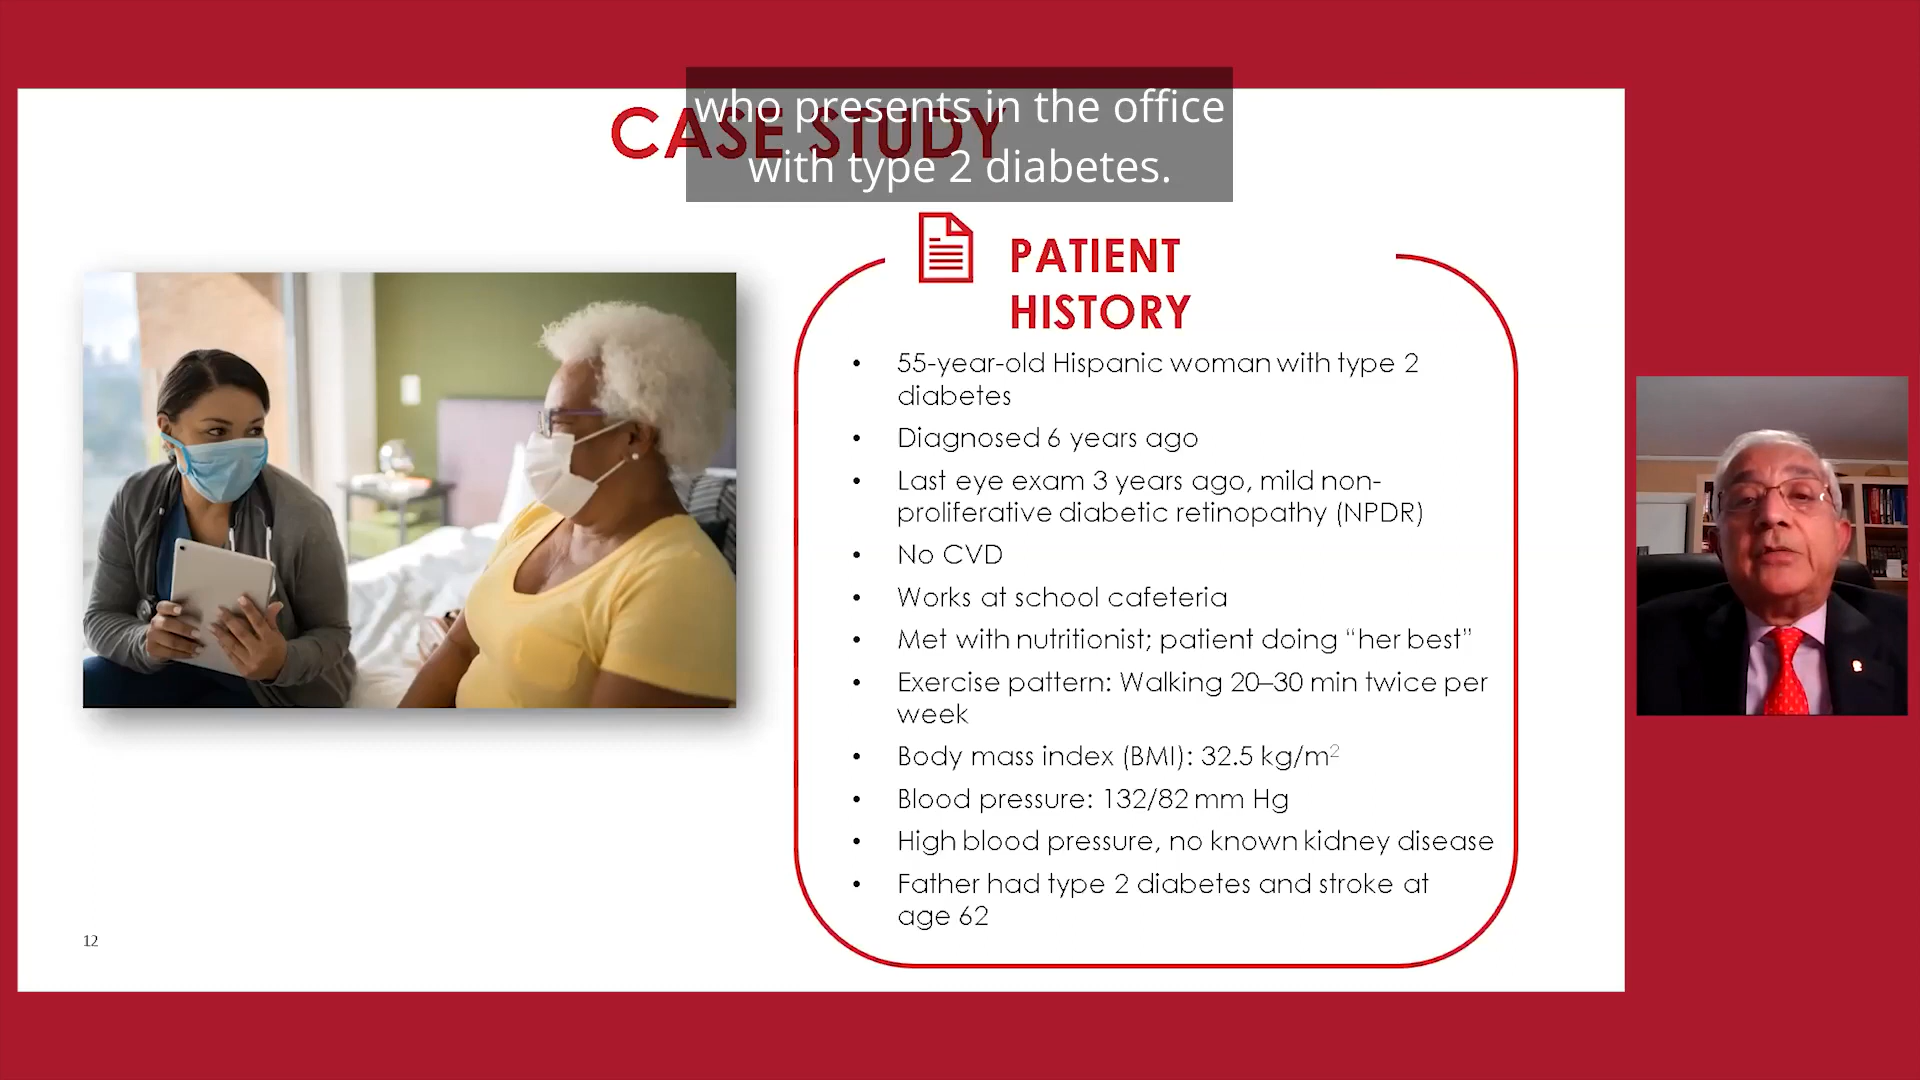 who presents in the office
with type 2 diabetes.
CASE STUDY
PATIENT
HISTORY
• 55-year-old Hispanic woman with type 2
diabetes
• Diagnosed 6 years ago
• Last eye exam 3 years ago, mild non-
proliferative diabetic retinopathy (NPDR)
• No CVD
• Works at school cafeteria
• Met with nutritionist; patient doing “her best”
• Exercise pattern: Walking 20–30 min twice per
week
• Body mass index (BMI): 32.5 kg/m²
• Blood pressure: 132/82 mm Hg
• High blood pressure, no known kidney disease
• Father had type 2 diabetes and stroke at
age 62
12